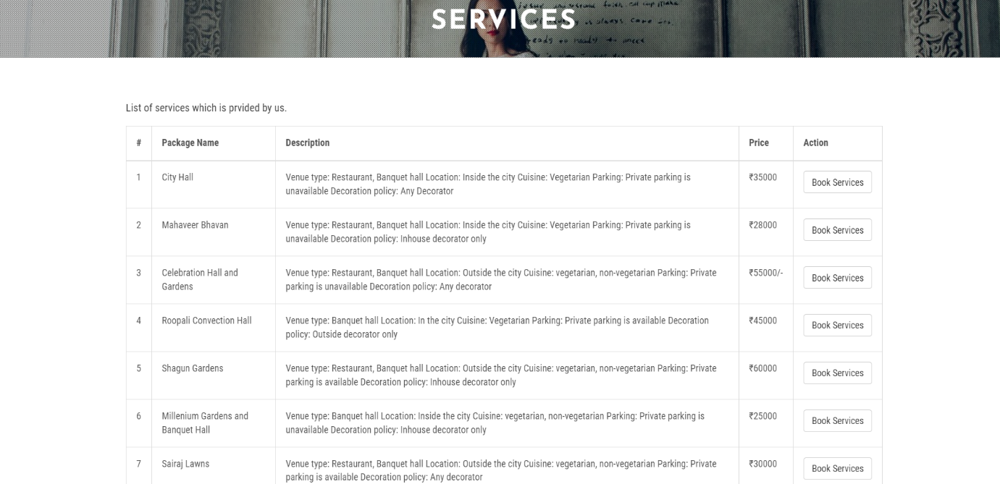 SERVICES
List of services which is prvided by us.
# Package Name Description Price Action
1 City Hall Venue type: Restaurant, Banquet hall Location: Inside the city Cuisine: Vegetarian Parking: Private parking is ₹35000 Book Services
unavailable Decoration policy: Any Decorator
2 Mahaveer Bhavan Venue type: Restaurant, Banquet hall Location: Inside the city Cuisine: Vegetarian Parking: Private parking is ₹28000 Book Services
unavailable Decoration policy: Inhouse decorator only
3 Celebration Hall and Venue type: Restaurant, Banquet hall Location: Outside the city Cuisine: vegetarian, non-vegetarian Parking: Private ₹55000/- Book Services
Gardens parking is unavailable Decoration policy: Any decorator
4 Roopali Convection Hall Venue type: Banquet hall Location: In the city Cuisine: Vegetarian Parking: Private parking is available Decoration ₹45000 Book Services
policy: Outside decorator only
5 Shagun Gardens Venue type: Restaurant, Banquet hall Location: Outside the city Cuisine: vegetarian, non-vegetarian Parking: Private ₹60000 Book Services
parking is available Decoration policy: Inhouse decorator only
6 Millenium Gardens and Venue type: Banquet hall Location: Inside the city Cuisine: vegetarian, non-vegetarian Parking: Private parking is ₹25000 Book Services
Banquet Hall unavailable Decoration policy: Inhouse decorator only
7 Sairaj Lawns Venue type: Restaurant, Banquet hall Location: Outside the city Cuisine: vegetarian, non-vegetarian Parking: Private ₹30000 Book Services
parking is available Decoration policy: Any decorator